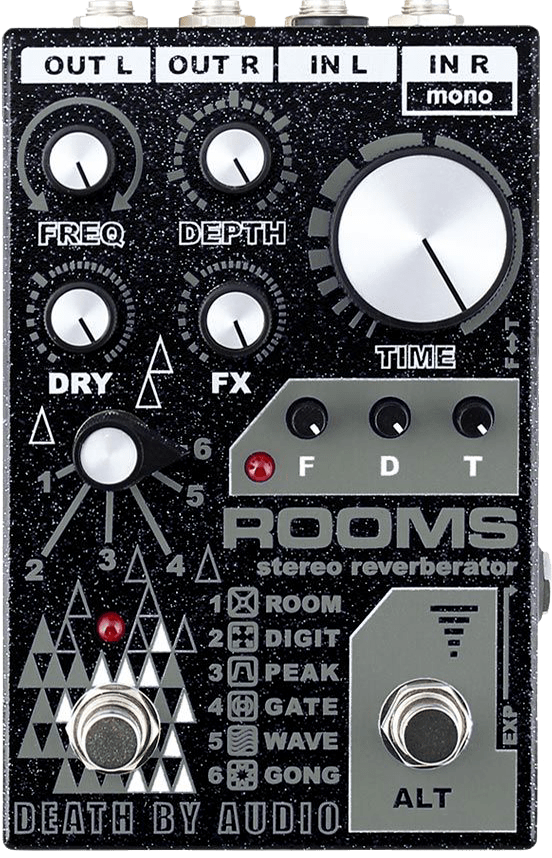 OUT L OUT R IN L IN R
mono
FREQ DEPTH
TIME
F↔T
DRY FX
F D T
1 2 3 4 5 6
ROOMS
stereo reverberator
1 ROOM
2 DIGIT
3 PEAK
4 GATE
5 WAVE
6 GONG
EXP
ALT
DEATH BY AUDIO